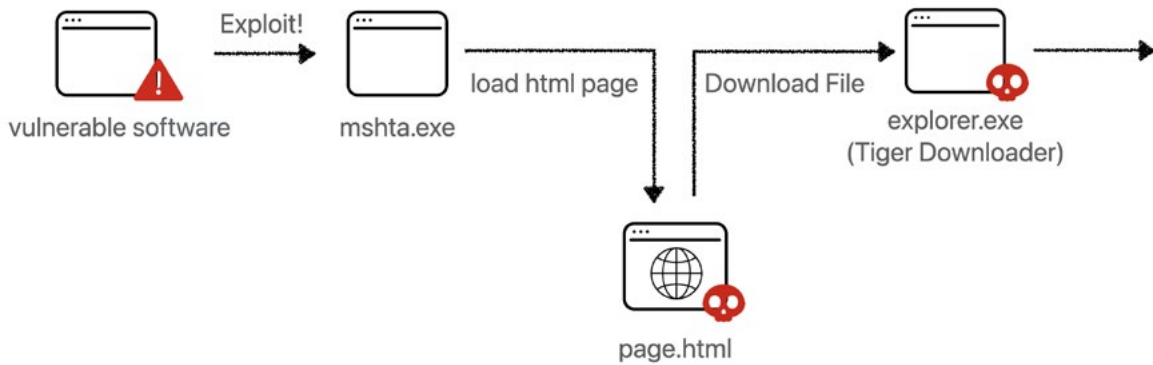 Exploit!
vulnerable software
mshta.exe
load html page
Download File
explorer.exe
(Tiger Downloader)
page.html